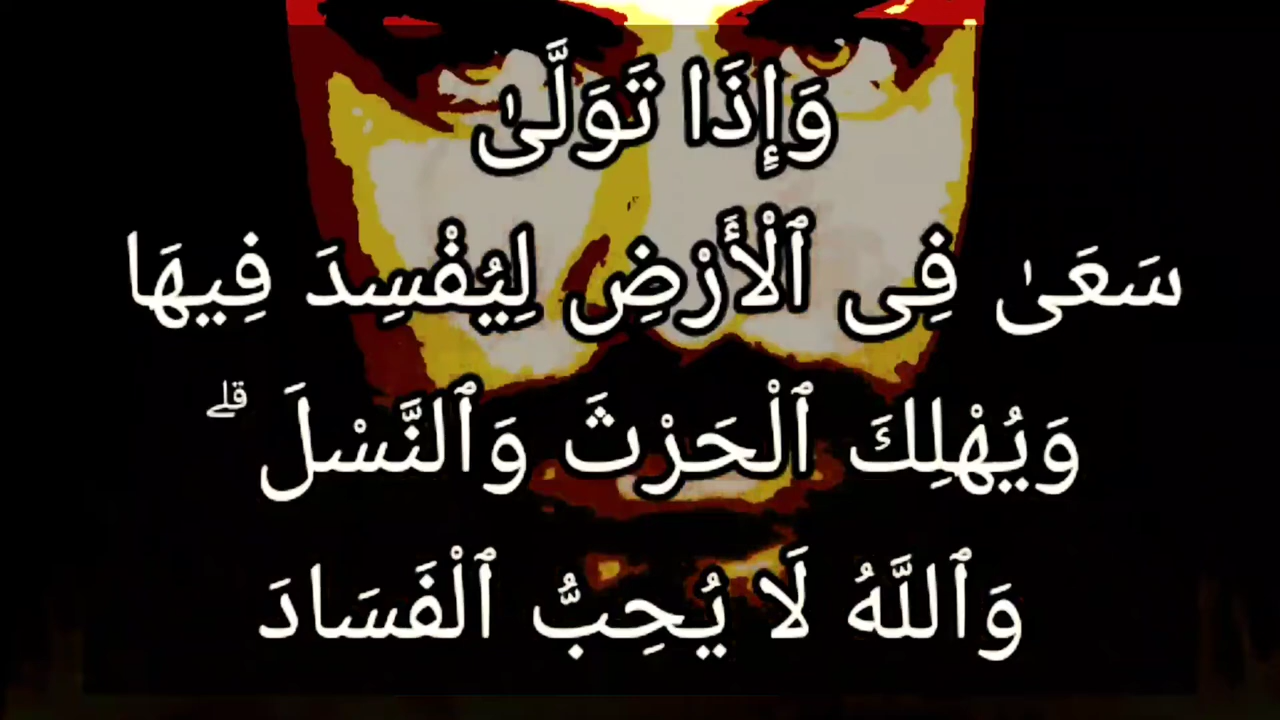 وَإِذَا تَوَلَّىٰ
سَعَىٰ فِى ٱلْأَرْضِ لِيُفْسِدَ فِيهَا
وَيُهْلِكَ ٱلْحَرْثَ وَٱلنَّسْلَ ۗ
وَٱللَّهُ لَا يُحِبُّ ٱلْفَسَادَ